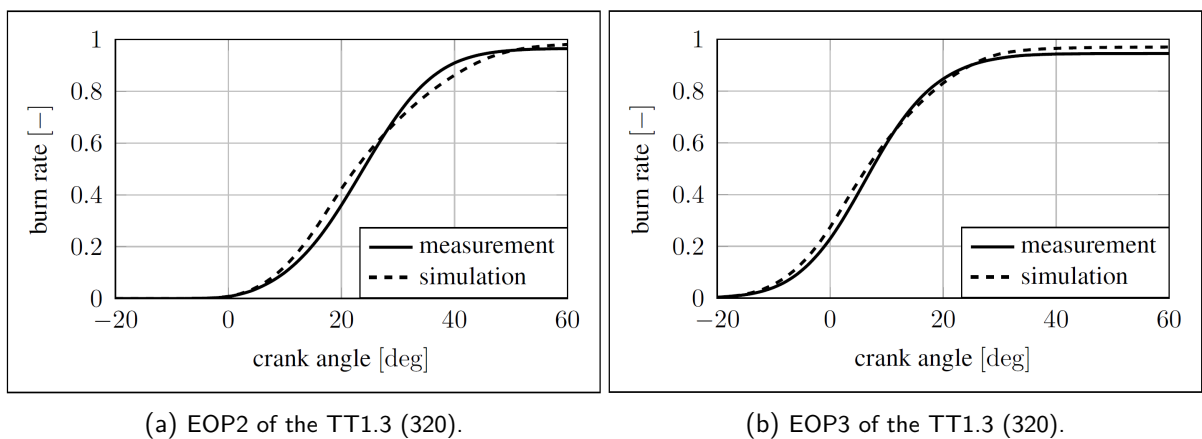 1
0.8
0.6
0.4
0.2
0
burn rate [−]
−20
0
20
40
60
crank angle [deg]
measurement
simulation
(a) EOP2 of the TT1.3 (320).
1
0.8
0.6
0.4
0.2
0
burn rate [−]
−20
0
20
40
60
crank angle [deg]
measurement
simulation
(b) EOP3 of the TT1.3 (320).